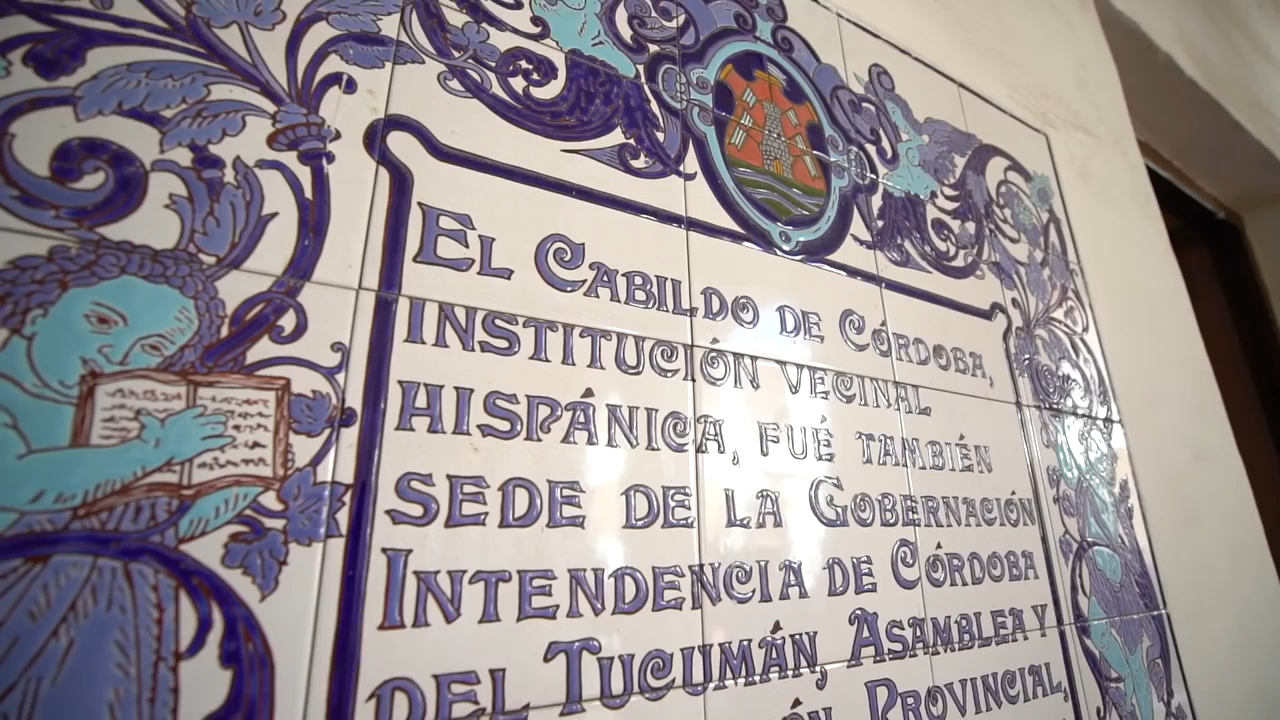 El Cabildo de Córdoba,
institución vecinal
hispánica, fué también
sede de la Gobernación
Intendencia de Córdoba
del Tucumán, Asamblea y
Provincial,